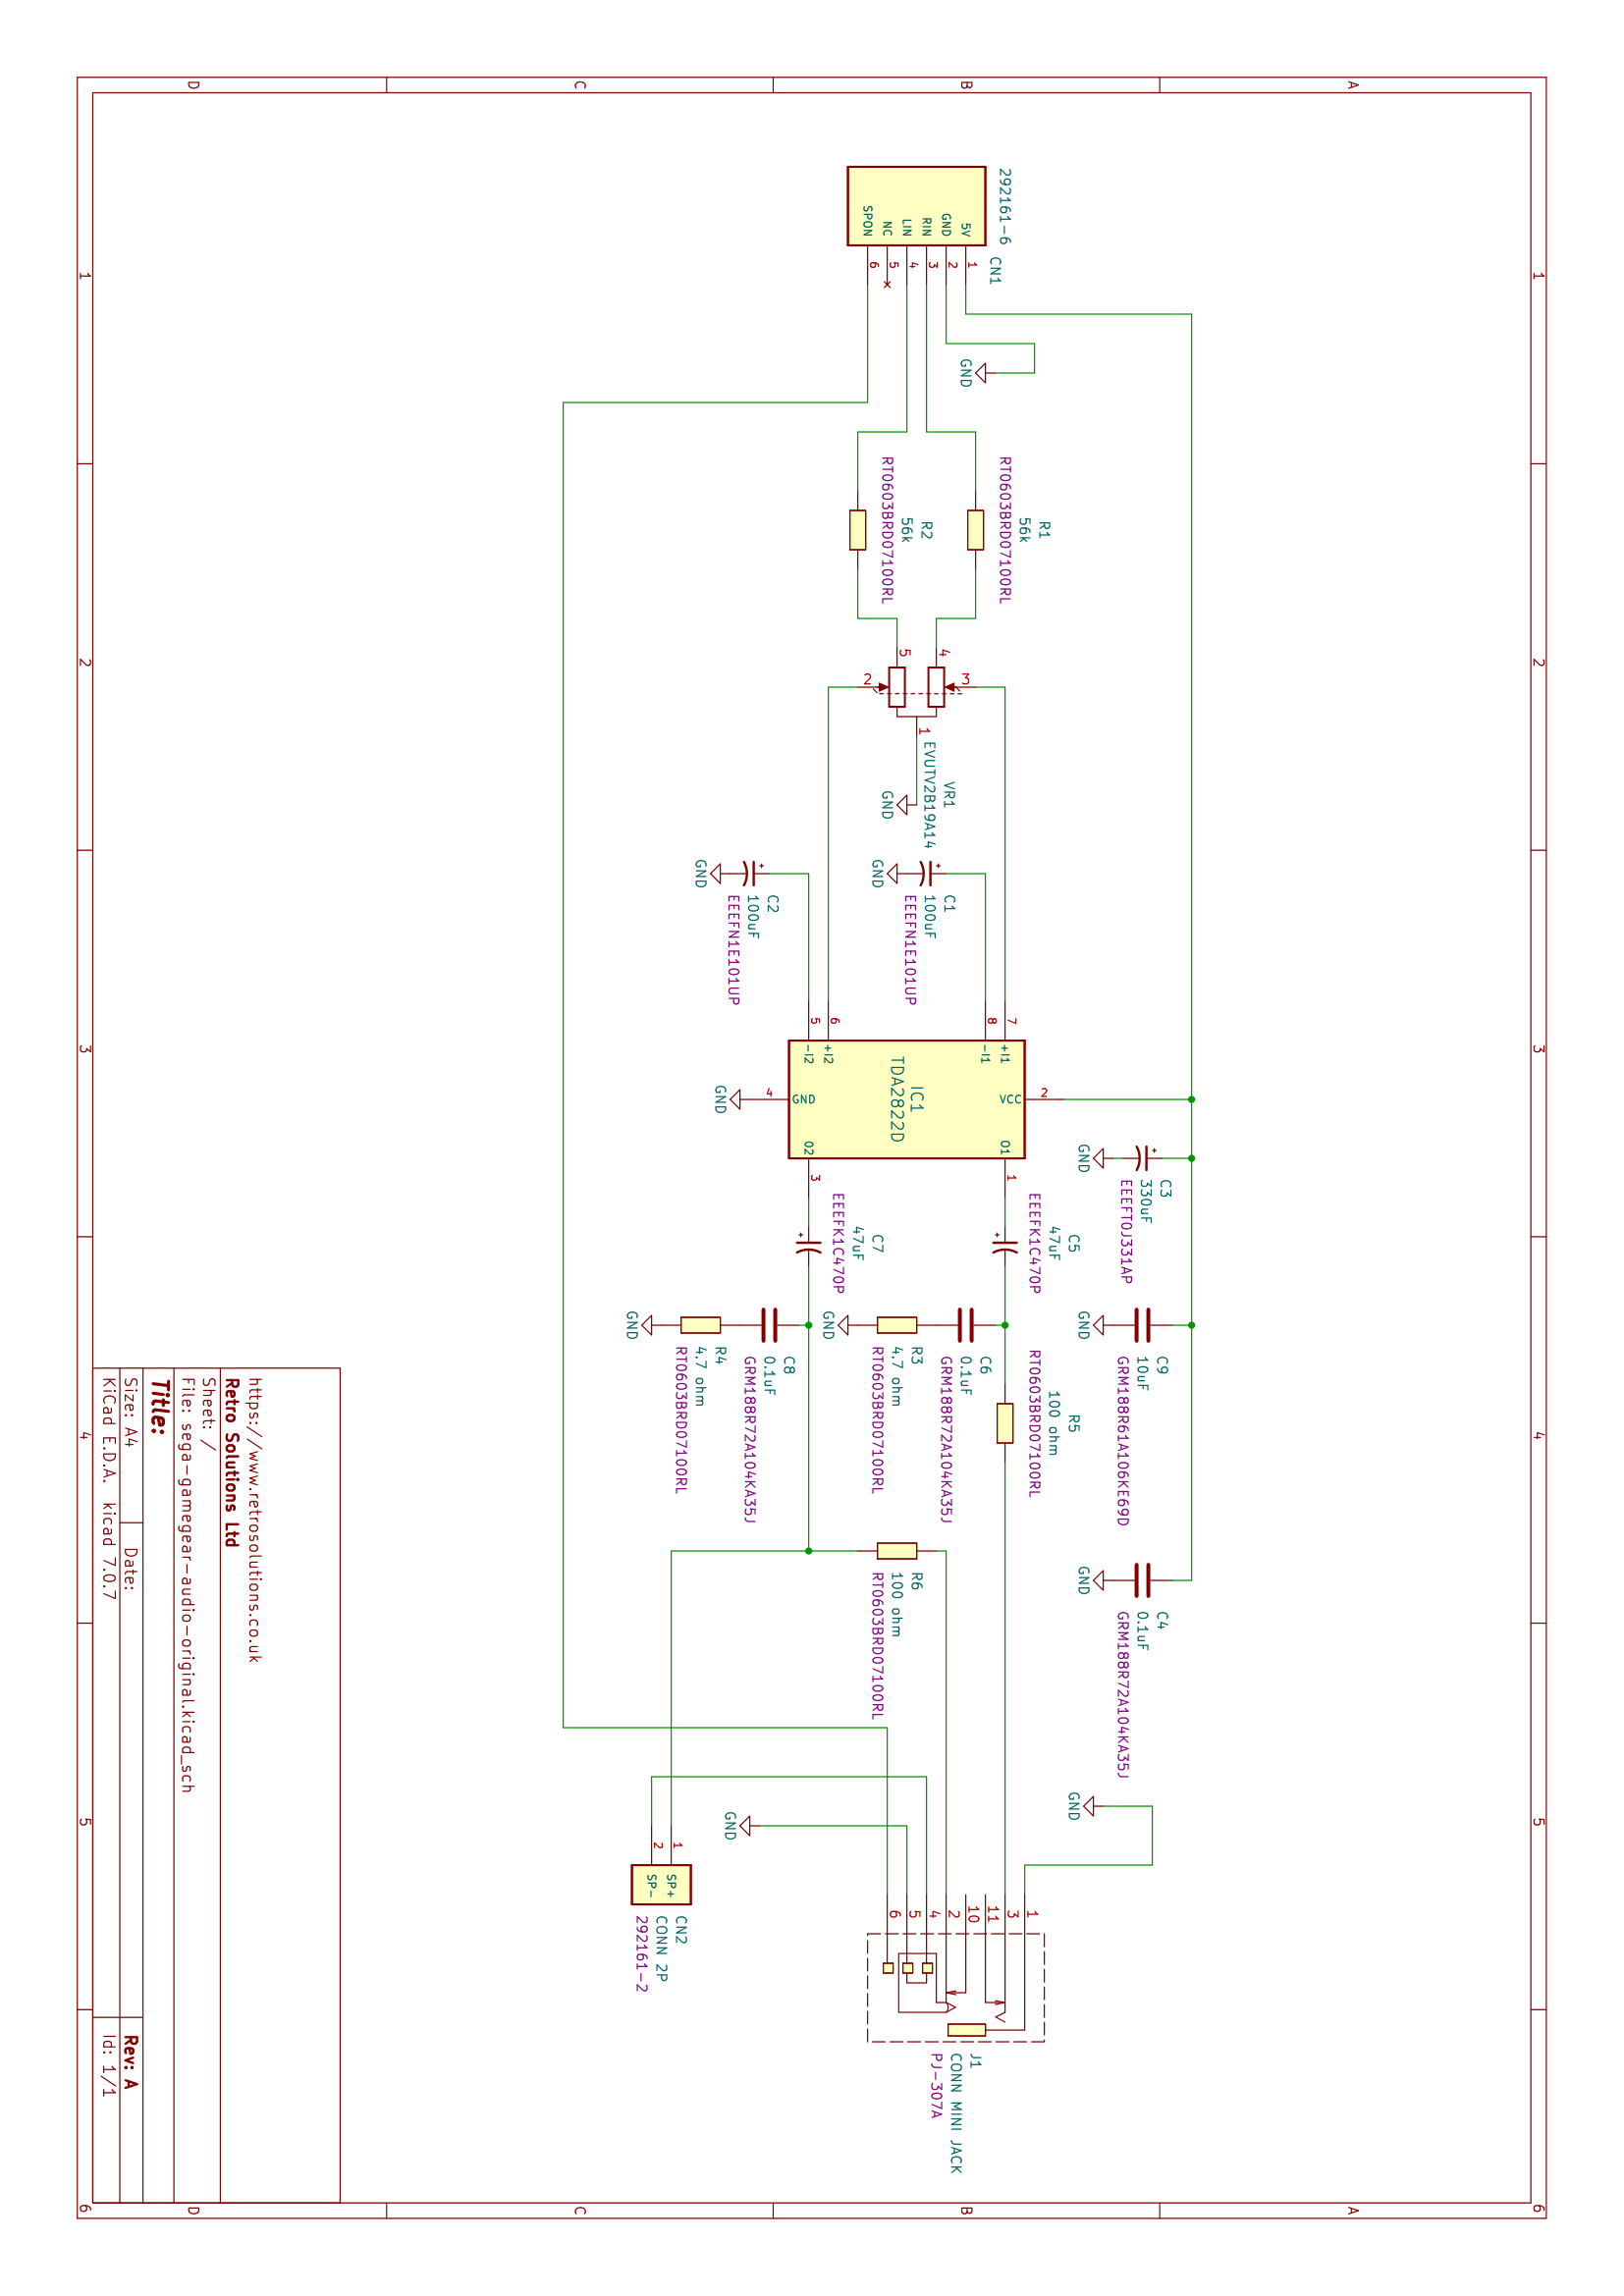 1
2
3
4
5
6
1
2
3
4
5
6
A
B
C
D
A
B
C
D
292161-6
CN1
5V
GND
RIN
LIN
NC
SPON
1
2
3
4
5
6
GND
R1
56k
RT0603BRD07100RL
R2
56k
RT0603BRD07100RL
4
3
5
2
1
VR1
EVUTV2B19A14
GND
C1
100uF
EEEFN1E101UP
GND
C2
100uF
EEEFN1E101UP
GND
7
8
6
5
+I1
-I1
+I2
-I2
IC1
TDA2822D
VCC
2
GND
4
GND
O1
1
O2
3
C3
330uF
EEEFT0J331AP
GND
C5
47uF
EEEFK1C470P
C7
47uF
EEEFK1C470P
C9
10uF
GRM188R61A106KE69D
GND
C6
0.1uF
GRM188R72A104KA35J
R3
4.7 ohm
RT0603BRD07100RL
GND
C8
0.1uF
GRM188R72A104KA35J
R4
4.7 ohm
RT0603BRD07100RL
GND
R5
100 ohm
RT0603BRD07100RL
R6
100 ohm
RT0603BRD07100RL
C4
0.1uF
GRM188R72A104KA35J
GND
GND
GND
1
2
SP+
SP-
CN2
CONN 2P
292161-2
1
3
11
10
2
4
5
6
J1
CONN MINI JACK
PJ-307A
https://www.retrosolutions.co.uk
Retro Solutions Ltd
Sheet: /
File: sega-gamegear-audio-original.kicad_sch
Title:
Size: A4
Date:
Rev: A
KiCad E.D.A. kicad 7.0.7
Id: 1/1